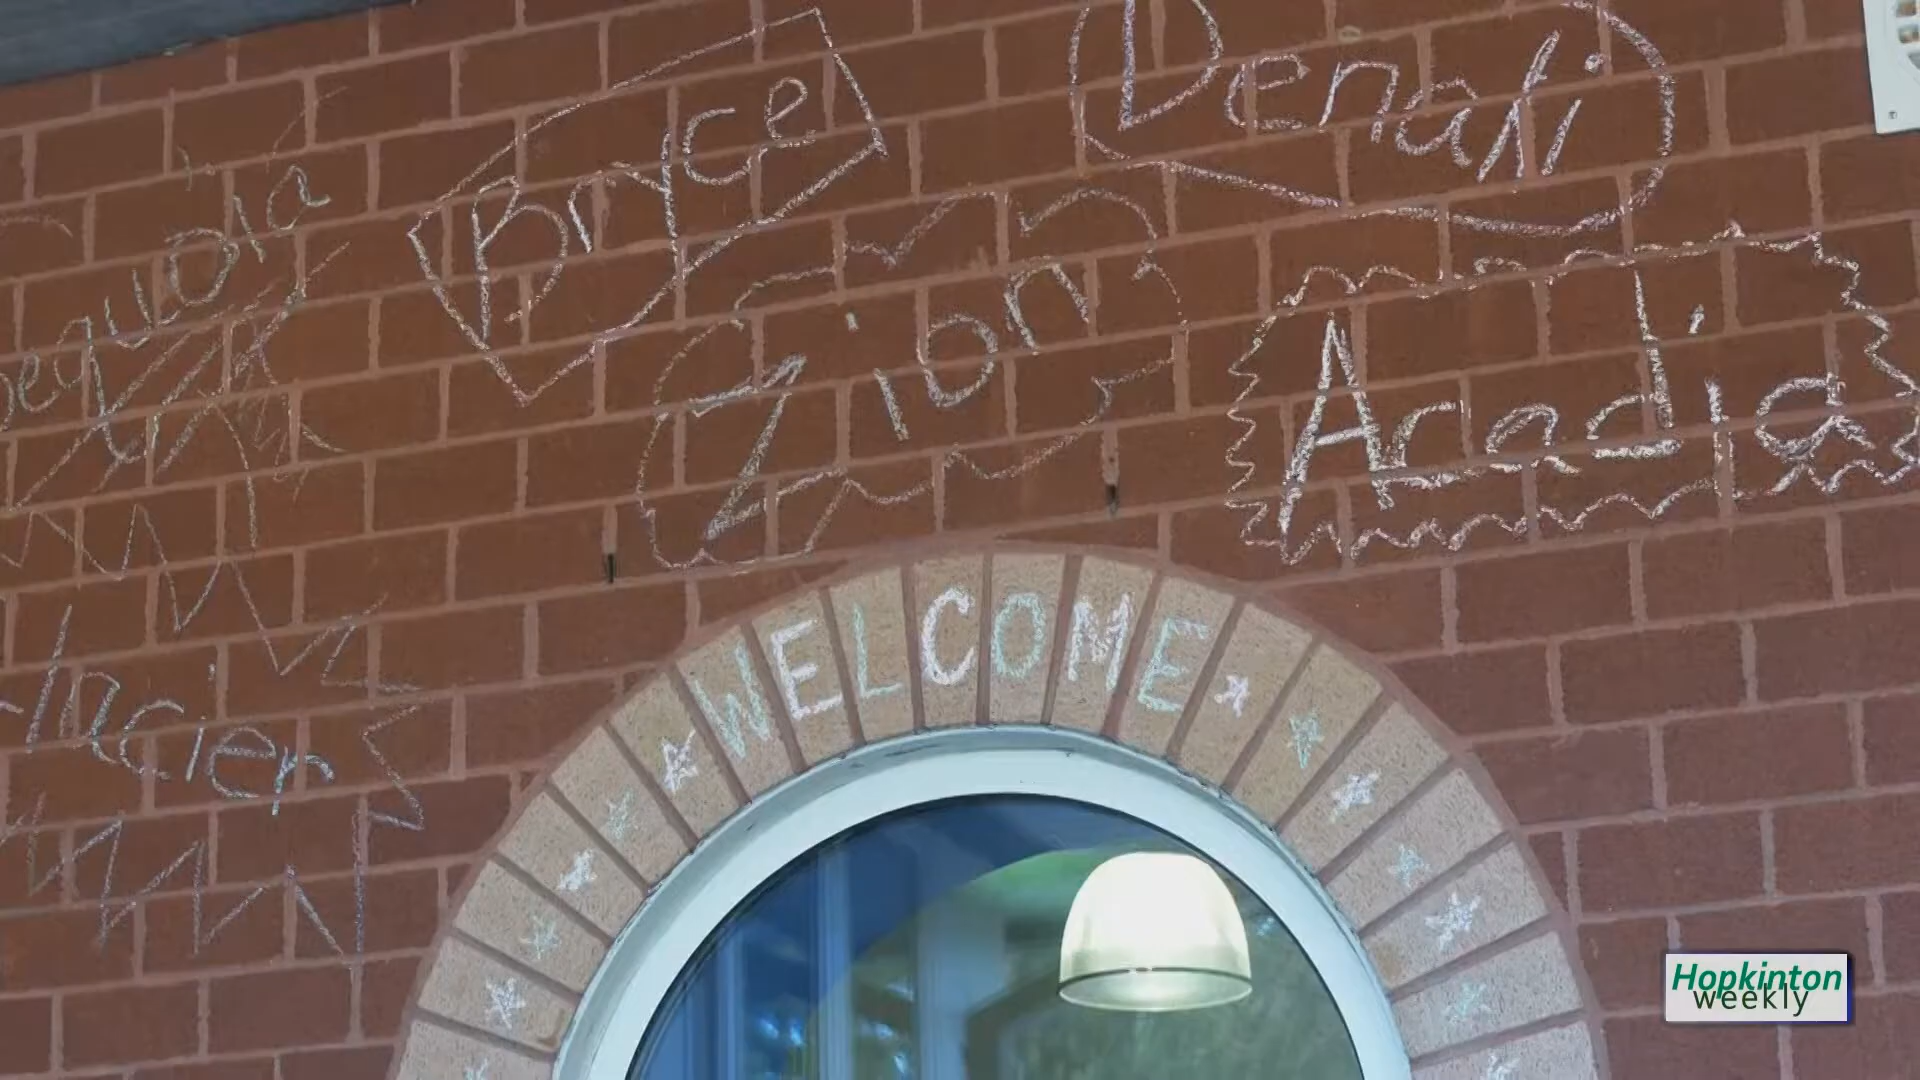 Denali
Bryce
Sequoia
Zion
Acadia
WELCOME
Glacier
Hopkinton
weekly